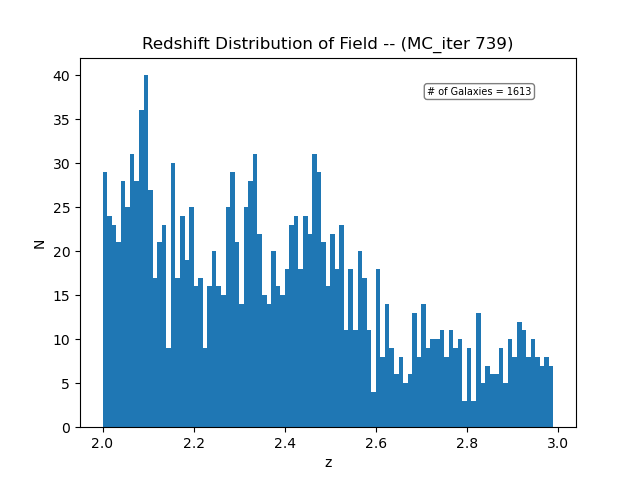 Redshift Distribution of Field -- (MC_iter 739)
# of Galaxies = 1613
40
35
30
25
20
15
10
5
0
N
2.0 2.2 2.4 2.6 2.8 3.0
z